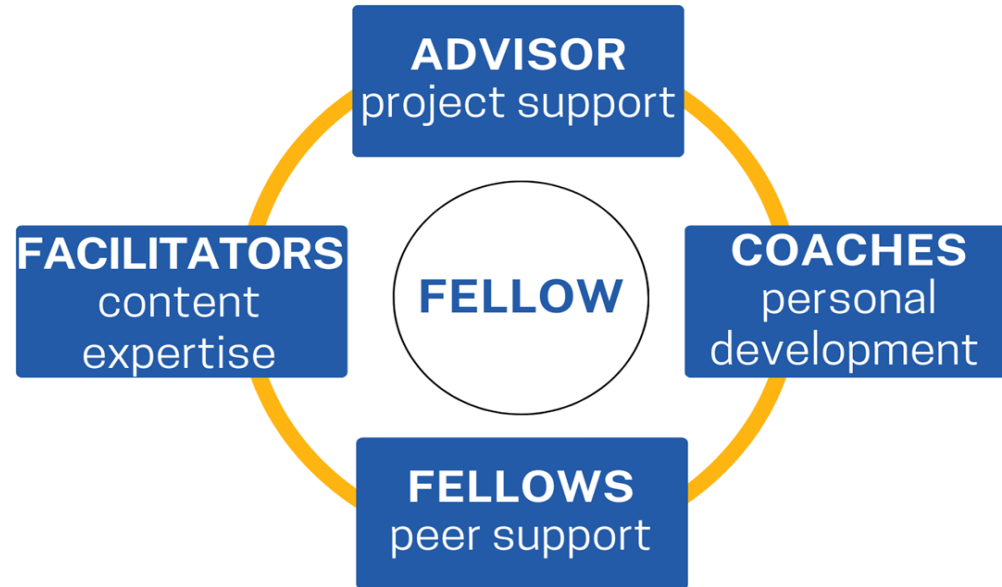 ADVISOR
project support
FACILITATORS
content
expertise
FELLOW
COACHES
personal
development
FELLOWS
peer support